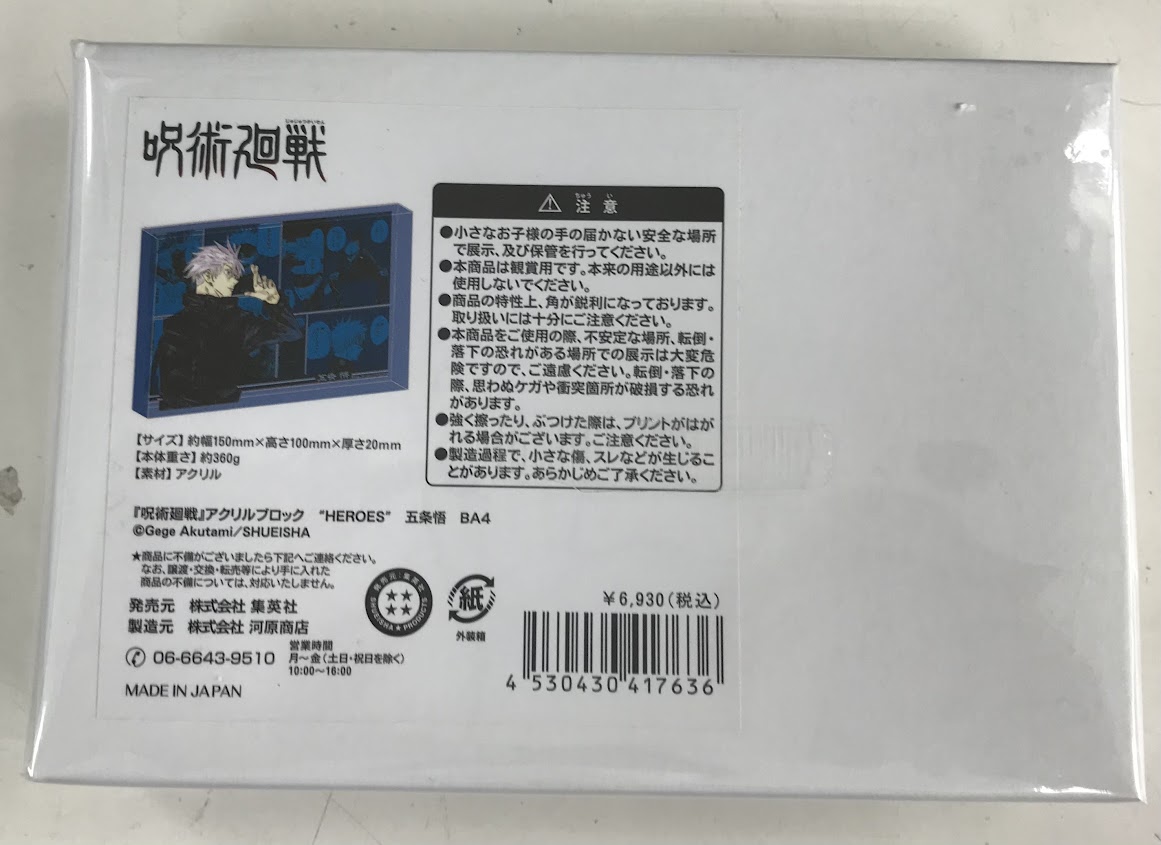 じゅじゅつかいせん
呪術廻戦
【サイズ】約幅150mm×高さ100mm×厚さ20mm
【本体重さ】約360g
【素材】アクリル
ちゅう い
注 意
●小さなお子様の手の届かない安全な場所
で展示、及び保管を行ってください。
●本商品は観賞用です。本来の用途以外には
使用しないでください。
●商品の特性上、角が鋭利になっております。
取り扱いには十分にご注意ください。
●本商品をご使用の際、不安定な場所、転倒・
落下の恐れがある場所での展示は大変危
険ですので、ご遠慮ください。転倒・落下の
際、思わぬケガや衝突箇所が破損する恐れ
があります。
●強く擦ったり、ぶつけた際は、プリントがはが
れる場合がございます。ご注意ください。
●製造過程で、小さな傷、スレなどが生じるこ
とがあります。あらかじめご了承ください。
『呪術廻戦』アクリルブロック “HEROES” 五条悟 BA4
©Gege Akutami/SHUEISHA
★商品に不備がございましたら下記へご連絡ください。
なお、譲渡・交換・転売等により手に入れた
商品の不備については、対応いたしません。
発売元 株式会社 集英社
製造元 株式会社 河原商店
06-6643-9510
営業時間
月〜金（土日・祝日を除く）
10:00〜16:00
MADE IN JAPAN
発売元:集英社
SHUEISHA★PRODUCTS
紙
外装箱
￥6,930(税込)
4 530430 417636